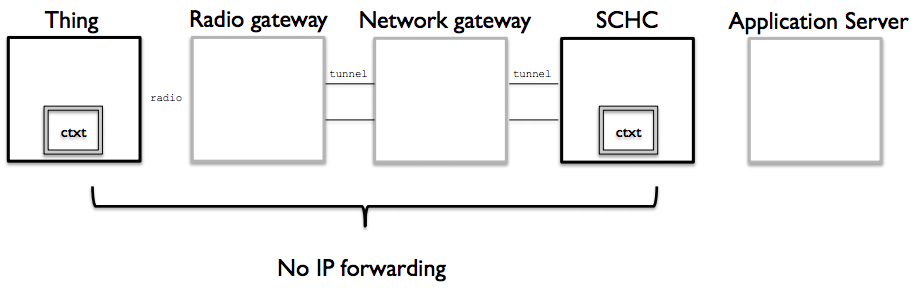 Thing
Radio gateway
Network gateway
SCHC
Application Server
tunnel
tunnel
radio
ctxt
ctxt
No IP forwarding